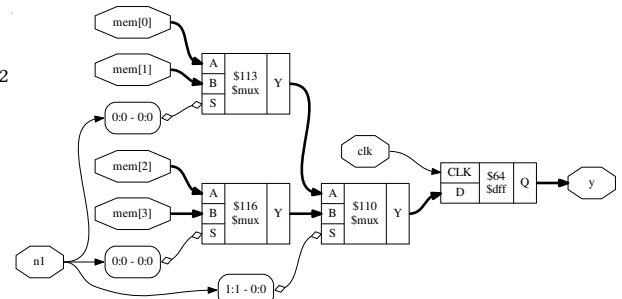 mem[0]
mem[1]
2
A
B
S
$113
$mux
Y
0:0 - 0:0
mem[2]
mem[3]
A
B
S
$116
$mux
Y
0:0 - 0:0
n1
1:1 - 0:0
A
B
S
$110
$mux
Y
clk
CLK
D
$64
$dff
Q
y